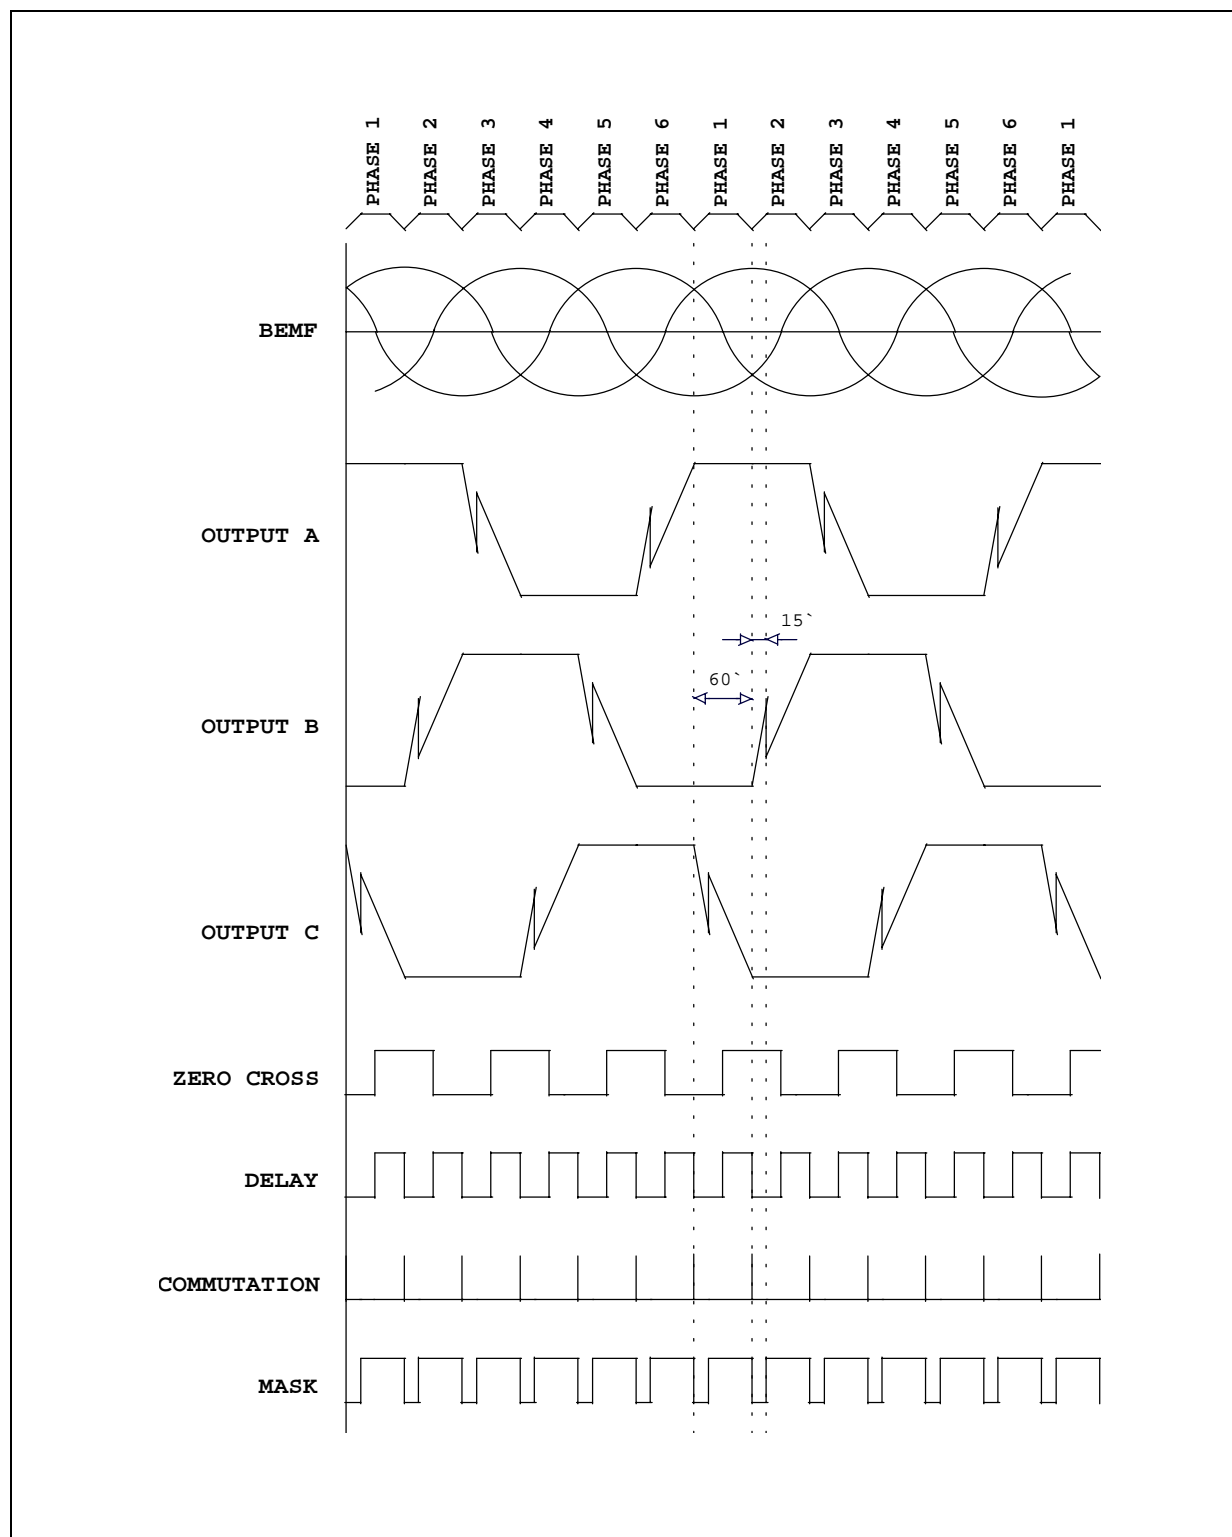 PHASE 1
PHASE 2
PHASE 3
PHASE 4
PHASE 5
PHASE 6
PHASE 1
PHASE 2
PHASE 3
PHASE 4
PHASE 5
PHASE 6
PHASE 1
BEMF
OUTPUT A
15`
60`
OUTPUT B
OUTPUT C
ZERO CROSS
DELAY
COMMUTATION
MASK